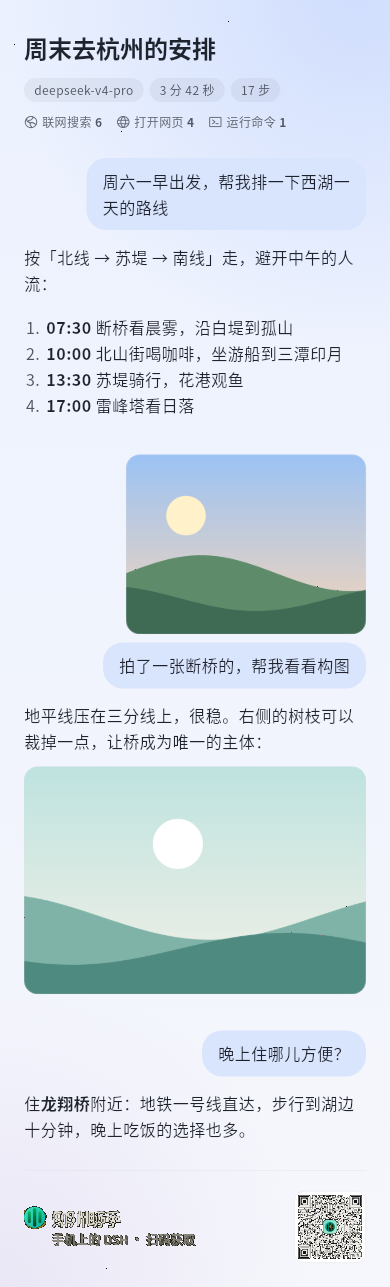 周末去杭州的安排
deepseek-v4-pro 3 分 42 秒 17 步
联网搜索 6 打开网页 4 运行命令 1
周六一早出发，帮我排一下西湖一
天的路线
按「北线 → 苏堤 → 南线」走，避开中午的人
流：
1. 07:30 断桥看晨雾，沿白堤到孤山
2. 10:00 北山街喝咖啡，坐游船到三潭印月
3. 13:30 苏堤骑行，花港观鱼
4. 17:00 雷峰塔看日落
拍了一张断桥的，帮我看看构图
地平线压在三分线上，很稳。右侧的树枝可以
裁掉一点，让桥成为唯一的主体：
晚上住哪儿方便？
住龙翔桥附近：地铁一号线直达，步行到湖边
十分钟，晚上吃饭的选择也多。
手机上的 DSH · 扫码获取